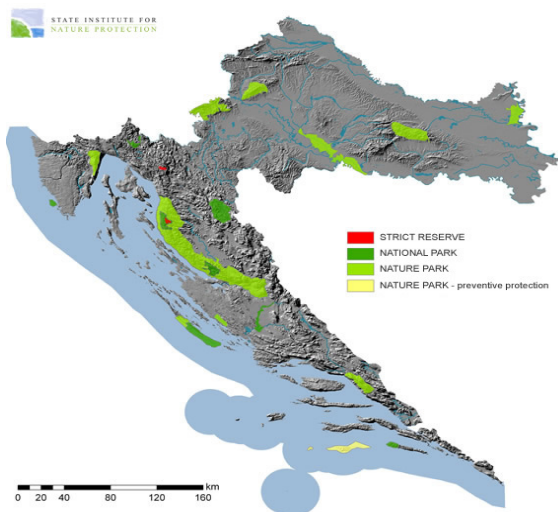 STATE INSTITUTE FOR
NATURE PROTECTION
STRICT RESERVE
NATIONAL PARK
NATURE PARK
NATURE PARK - preventive protection
km
0 20 40 80 120 160